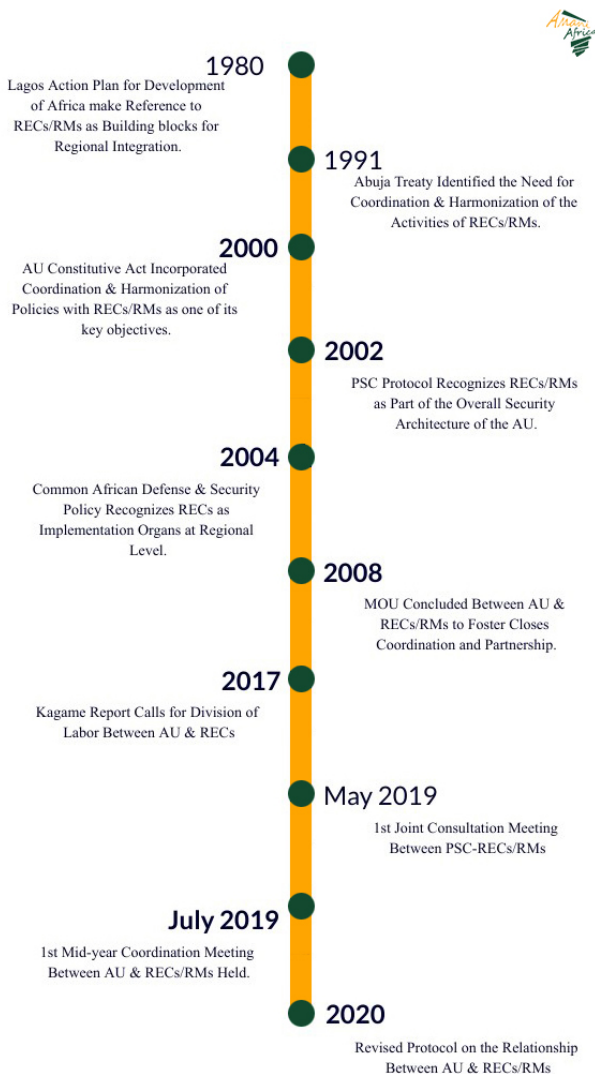 Amani
Africa
1980
Lagos Action Plan for Development
of Africa make Reference to
RECs/RMs as Building blocks for
Regional Integration.
1991
Abuja Treaty Identified the Need for
Coordination & Harmonization of the
Activities of RECs/RMs.
2000
AU Constitutive Act Incorporated
Coordination & Harmonization of
Policies with RECs/RMs as one of its
key objectives.
2002
PSC Protocol Recognizes RECs/RMs
as Part of the Overall Security
Architecture of the AU.
2004
Common African Defense & Security
Policy Recognizes RECs as
Implementation Organs at Regional
Level.
2008
MOU Concluded Between AU &
RECs/RMs to Foster Closes
Coordination and Partnership.
2017
Kagame Report Calls for Division of
Labor Between AU & RECs
May 2019
1st Joint Consultation Meeting
Between PSC-RECs/RMs
July 2019
1st Mid-year Coordination Meeting
Between AU & RECs/RMs Held.
2020
Revised Protocol on the Relationship
Between AU & RECs/RMs